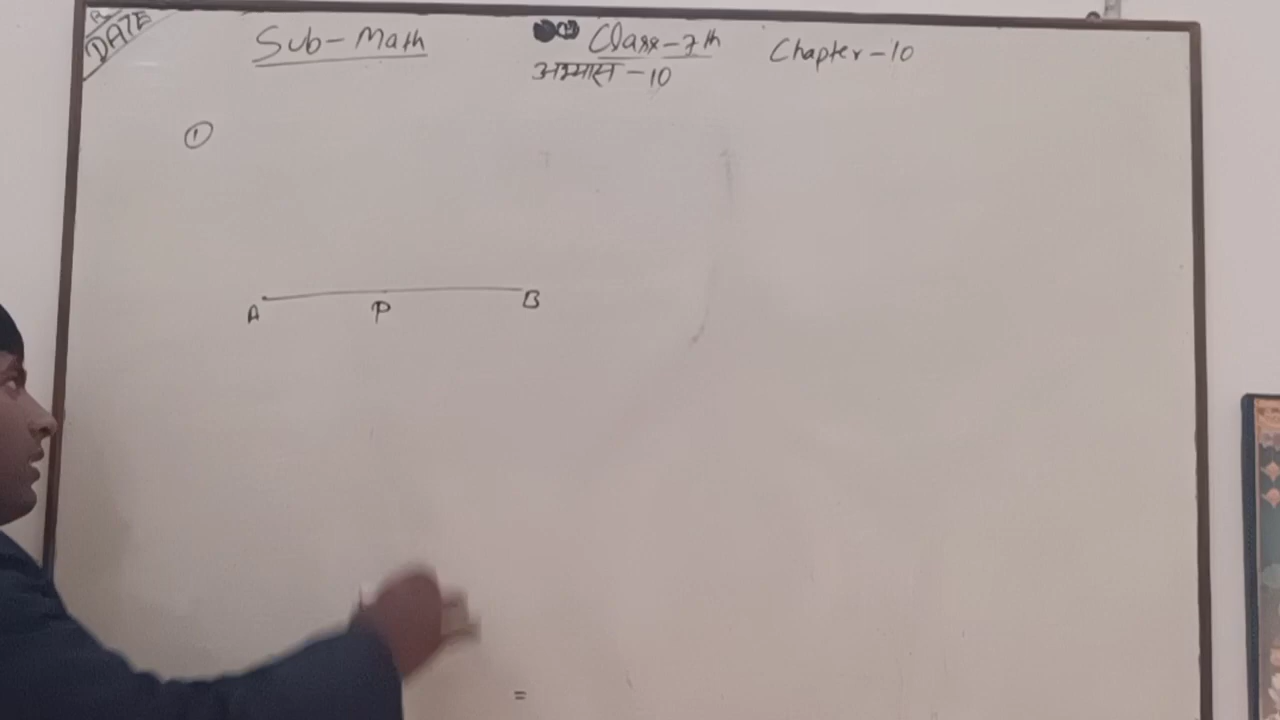 DATE
Sub-Math Class-7th Chapter-10
अभ्यास-10
①
A P B
=